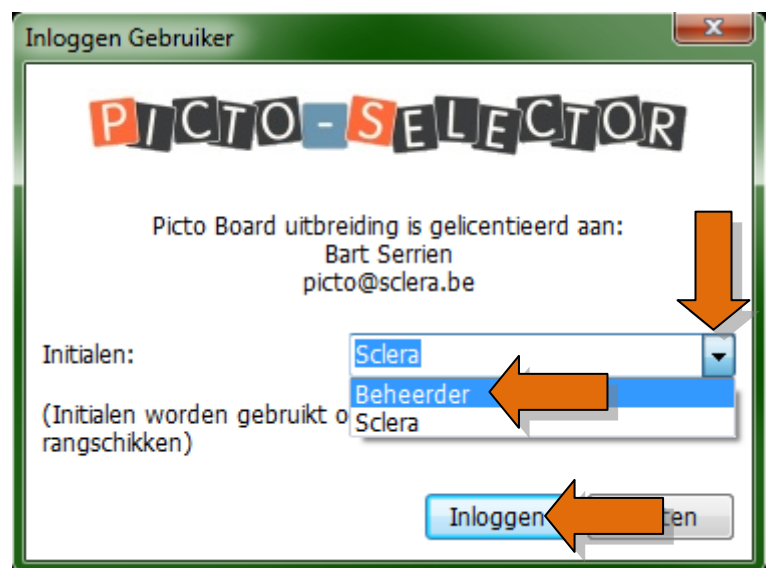 Inloggen Gebruiker
PICTO-SELECTOR
Picto Board uitbreiding is gelicentieerd aan:
Bart Serrien
picto@sclera.be
Initialen:
Sclera
Beheerder
Sclera
(Initialen worden gebruikt
rangschikken)
Inloggen